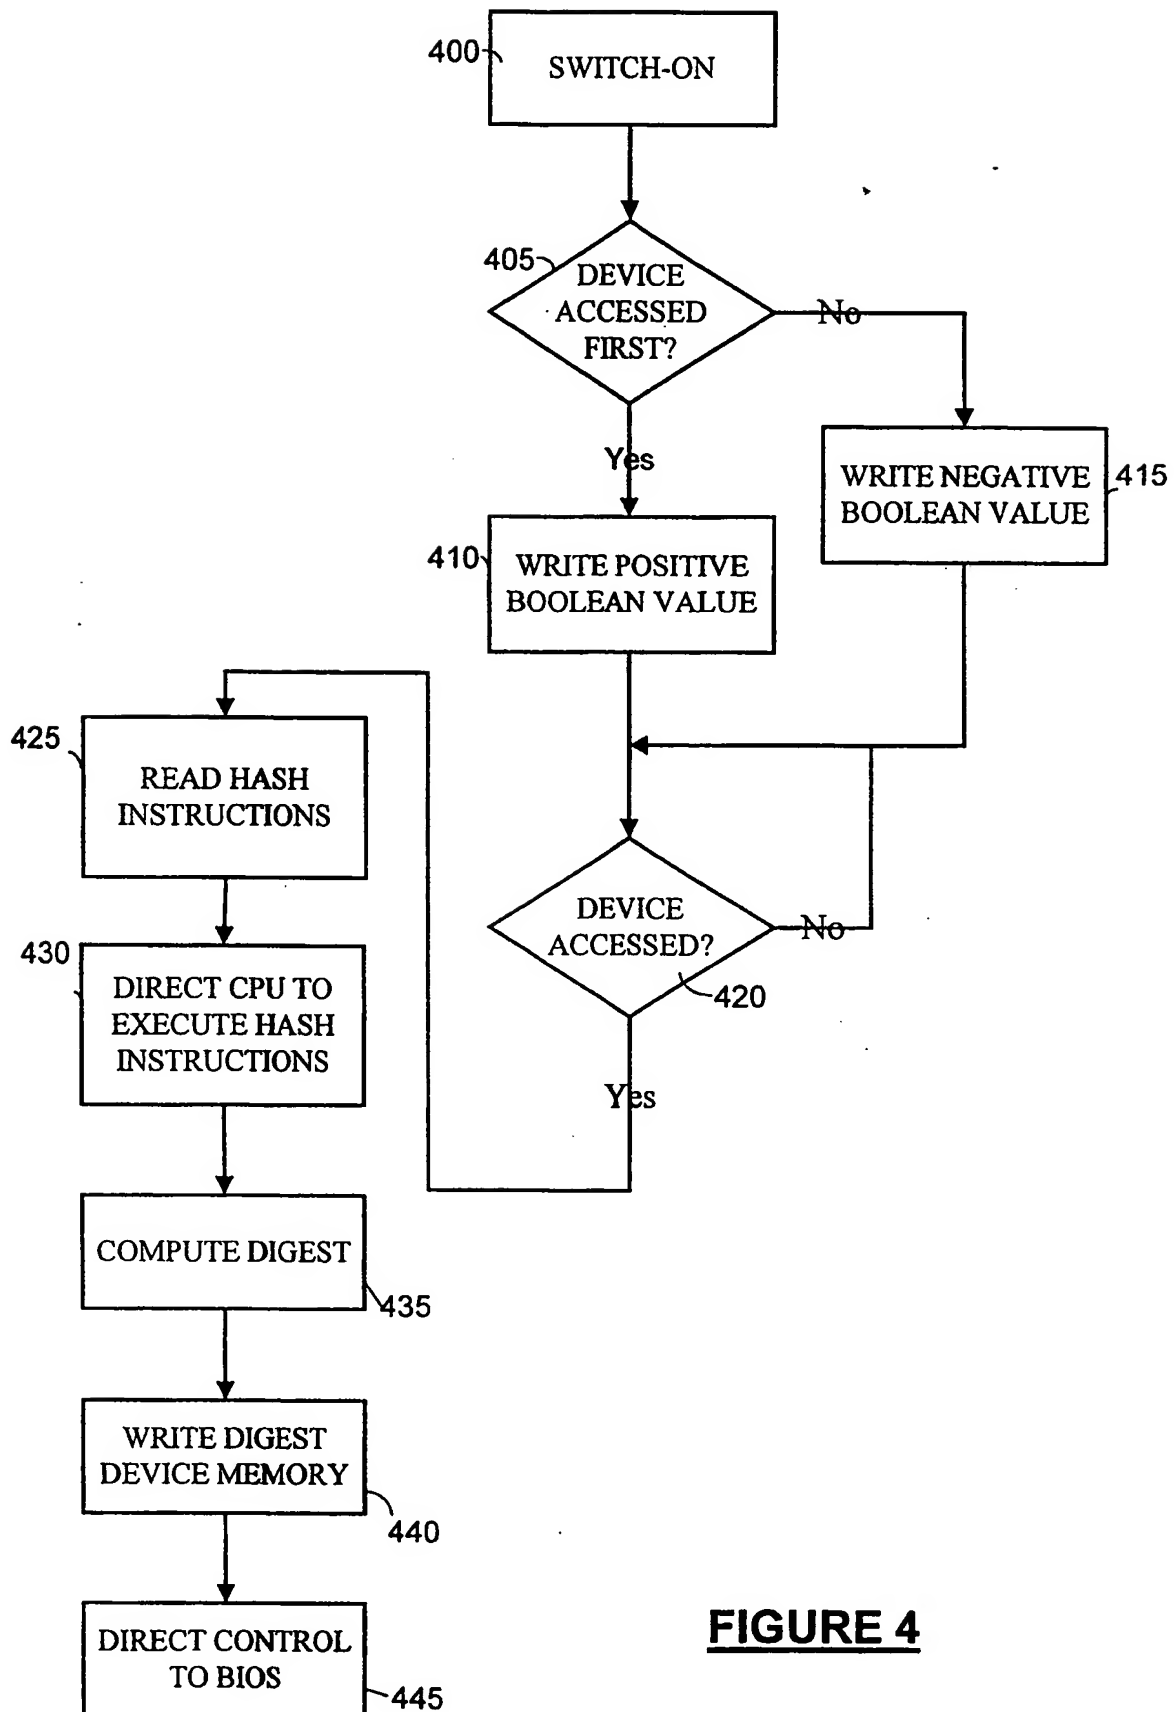 400
SWITCH-ON
405
DEVICE
ACCESSED
FIRST?
No
Yes
WRITE NEGATIVE
BOOLEAN VALUE
415
410
WRITE POSITIVE
BOOLEAN VALUE
425
READ HASH
INSTRUCTIONS
DEVICE
ACCESSED?
No
420
Yes
430
DIRECT CPU TO
EXECUTE HASH
INSTRUCTIONS
COMPUTE DIGEST
435
WRITE DIGEST
DEVICE MEMORY
440
DIRECT CONTROL
TO BIOS
445
FIGURE 4